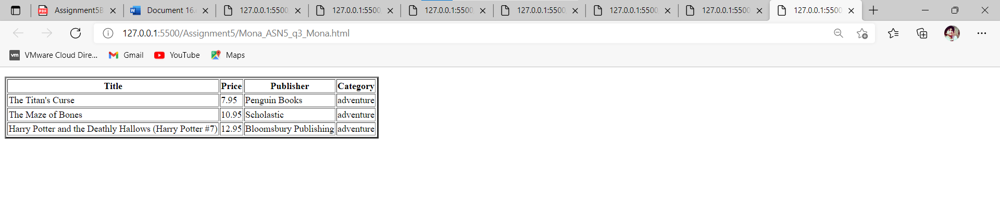 Assignment5B Document 16. 127.0.0.1:5500 127.0.0.1:5500 127.0.0.1:5500 127.0.0.1:5500 127.0.0.1:5500 127.0.0.1:5500 127.0.0.1:5500
127.0.0.1:5500/Assignment5/Mona_ASN5_q3_Mona.html
vm VMware Cloud Dire... Gmail YouTube Maps
Title Price Publisher Category
The Titan's Curse 7.95 Penguin Books adventure
The Maze of Bones 10.95 Scholastic adventure
Harry Potter and the Deathly Hallows (Harry Potter #7) 12.95 Bloomsbury Publishing adventure